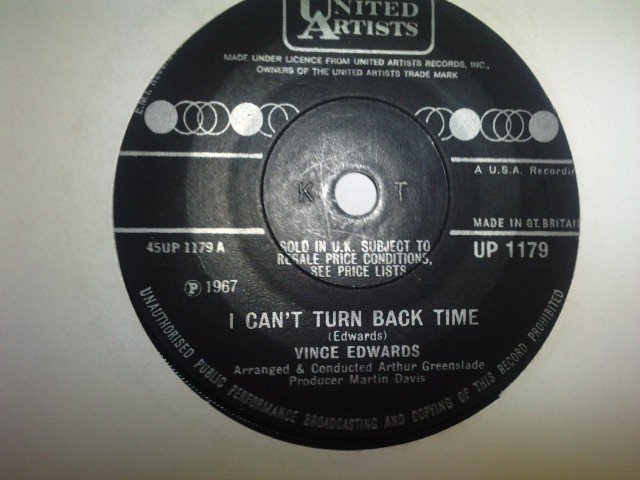 UNITED
ARTISTS
MADE UNDER LICENCE FROM UNITED ARTISTS RECORDS, INC.,
OWNERS OF THE UNITED ARTISTS TRADE MARK
A U.S.A. Recording
K T
MADE IN GT. BRITAIN
45UP 1179 A
SOLD IN U.K. SUBJECT TO
RESALE PRICE CONDITIONS,
SEE PRICE LISTS
UP 1179
Ⓟ 1967
I CAN'T TURN BACK TIME
(Edwards)
VINCE EDWARDS
Arranged & Conducted Arthur Greenslade
Producer Martin Davis
UNAUTHORISED PUBLIC PERFORMANCE BROADCASTING AND COPYING OF THIS RECORD PROHIBITED